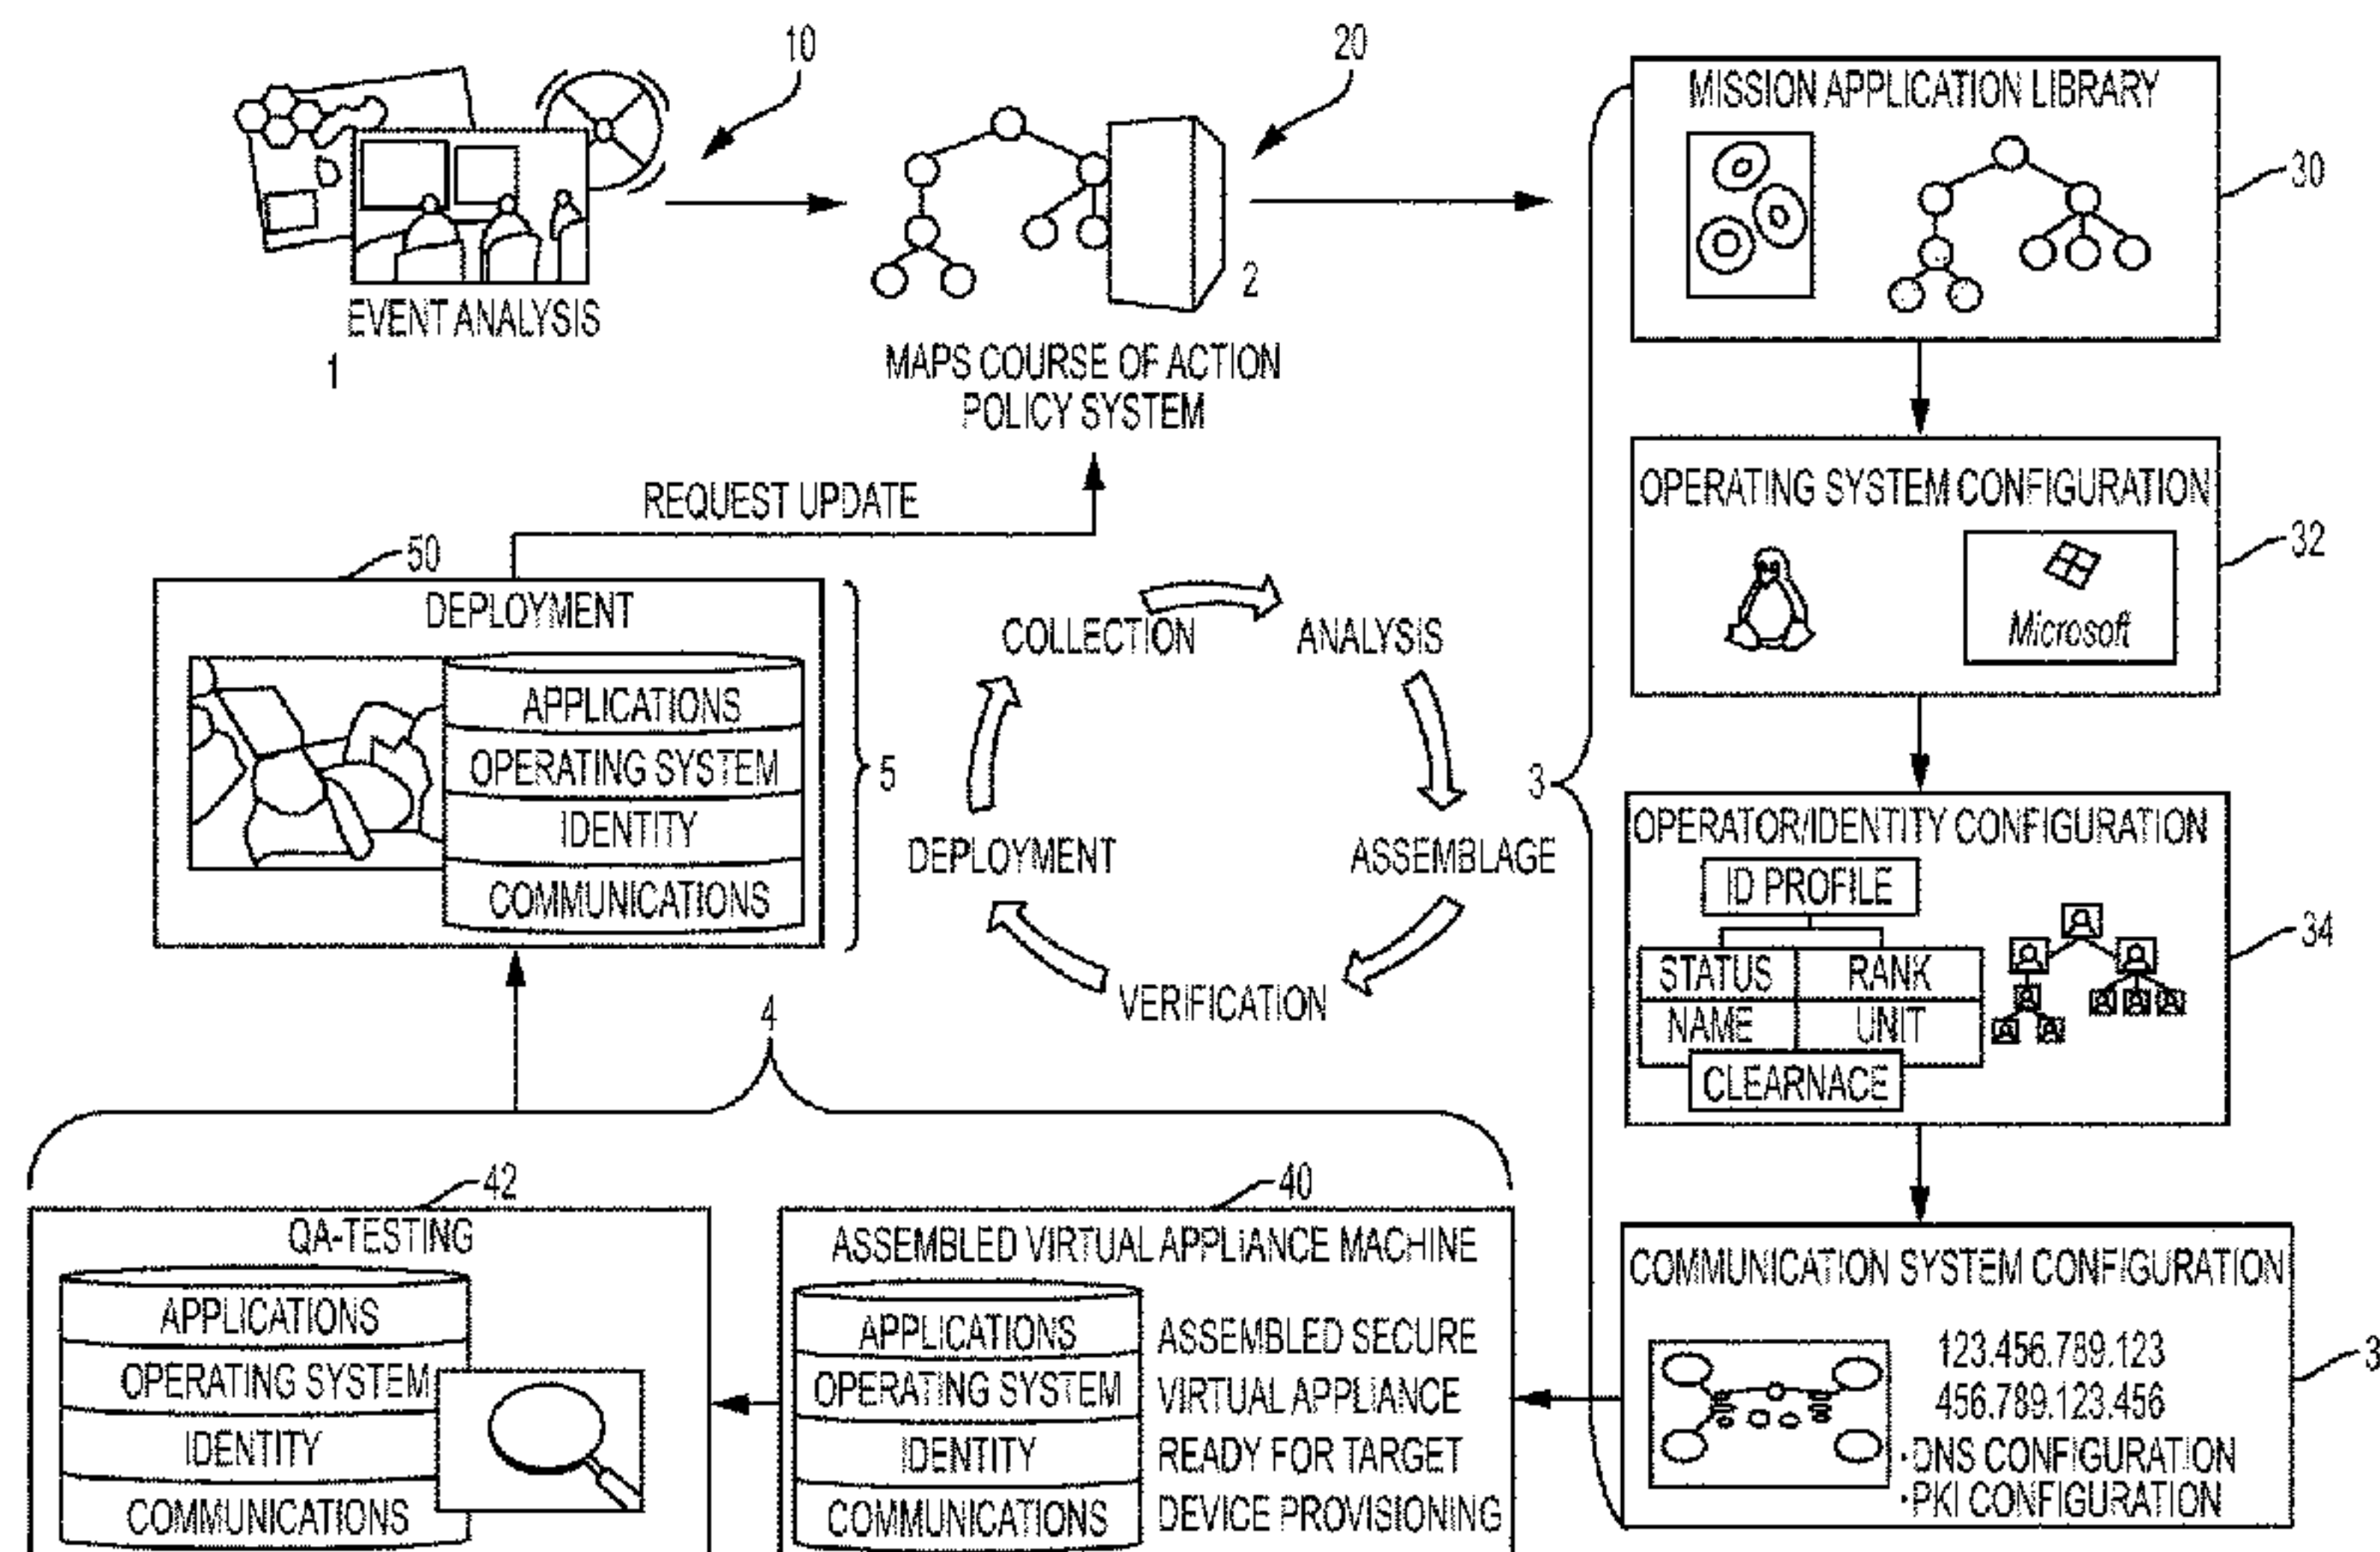 10
20
EVENT ANALYSIS
1
2
MAPS COURSE OF ACTION
POLICY SYSTEM
MISSION APPLICATION LIBRARY
30
OPERATING SYSTEM CONFIGURATION
Microsoft
32
OPERATOR/IDENTITY CONFIGURATION
ID PROFILE
STATUS
RANK
NAME
UNIT
CLEARNACE
34
COMMUNICATION SYSTEM CONFIGURATION
123.456.789.123
456.789.123.456
•DNS CONFIGURATION
•PKI CONFIGURATION
3
REQUEST UPDATE
50
DEPLOYMENT
APPLICATIONS
OPERATING SYSTEM
IDENTITY
COMMUNICATIONS
5
COLLECTION
ANALYSIS
ASSEMBLAGE
VERIFICATION
DEPLOYMENT
3
4
42
QA-TESTING
APPLICATIONS
OPERATING SYSTEM
IDENTITY
COMMUNICATIONS
40
ASSEMBLED VIRTUAL APPLIANCE MACHINE
APPLICATIONS
OPERATING SYSTEM
IDENTITY
COMMUNICATIONS
ASSEMBLED SECURE
VIRTUAL APPLIANCE
READY FOR TARGET
DEVICE PROVISIONING